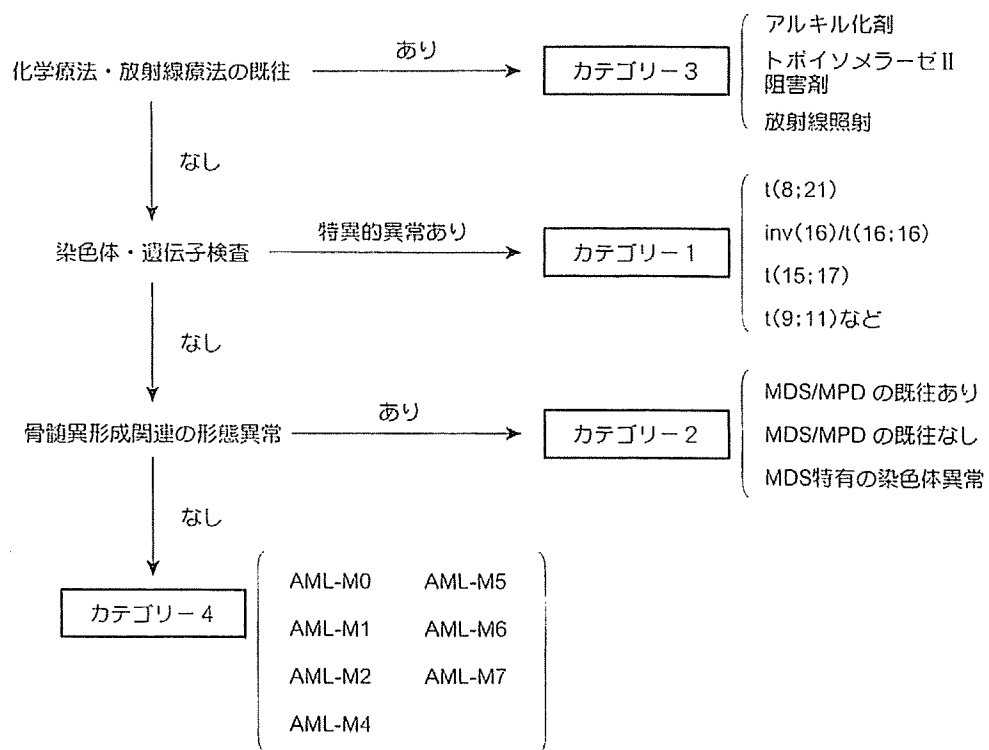 化学療法・放射線療法の既往
あり
カテゴリー3
アルキル化剤
トポイソメラーゼⅡ
阻害剤
放射線照射
なし
染色体・遺伝子検査
特異的異常あり
カテゴリー1
t(8;21)
inv(16)/t(16;16)
t(15;17)
t(9;11)など
なし
骨髄異形成関連の形態異常
あり
カテゴリー2
MDS/MPD の既往あり
MDS/MPD の既往なし
MDS特有の染色体異常
なし
カテゴリー4
AML-M0 AML-M5
AML-M1 AML-M6
AML-M2 AML-M7
AML-M4